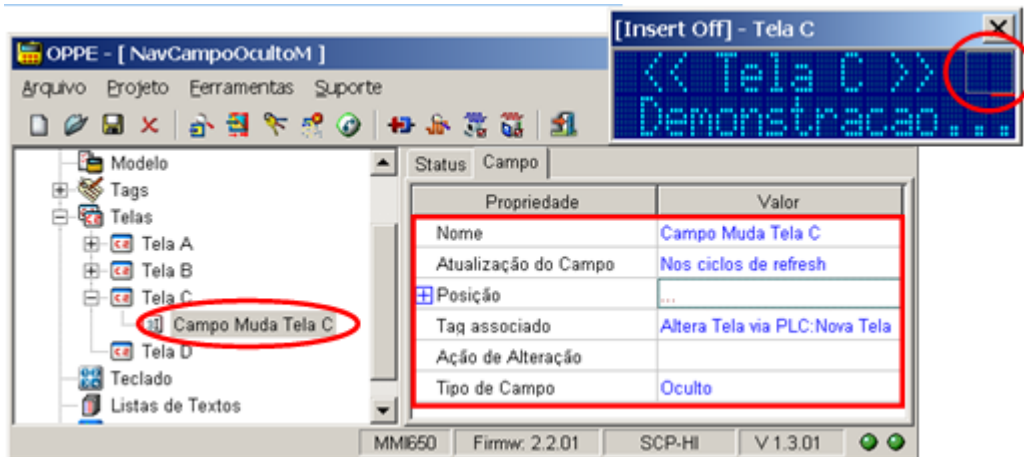 [Insert Off] - Tela C
<< Tela C >>
Demonstracao...
OPPE - [ NavCampoOcultoM ]
Arquivo Projeto Ferramentas Suporte
Modelo
Tags
Telas
Tela A
Tela B
Tela C
Campo Muda Tela C
Tela D
Teclado
Listas de Textos
Status Campo
Propriedade Valor
Nome Campo Muda Tela C
Atualização do Campo Nos ciclos de refresh
Posição ...
Tag associado Altera Tela via PLC:Nova Tela
Ação de Alteração
Tipo de Campo Oculto
MMI650 Firmw: 2.2.01 SCP-HI V 1.3.01